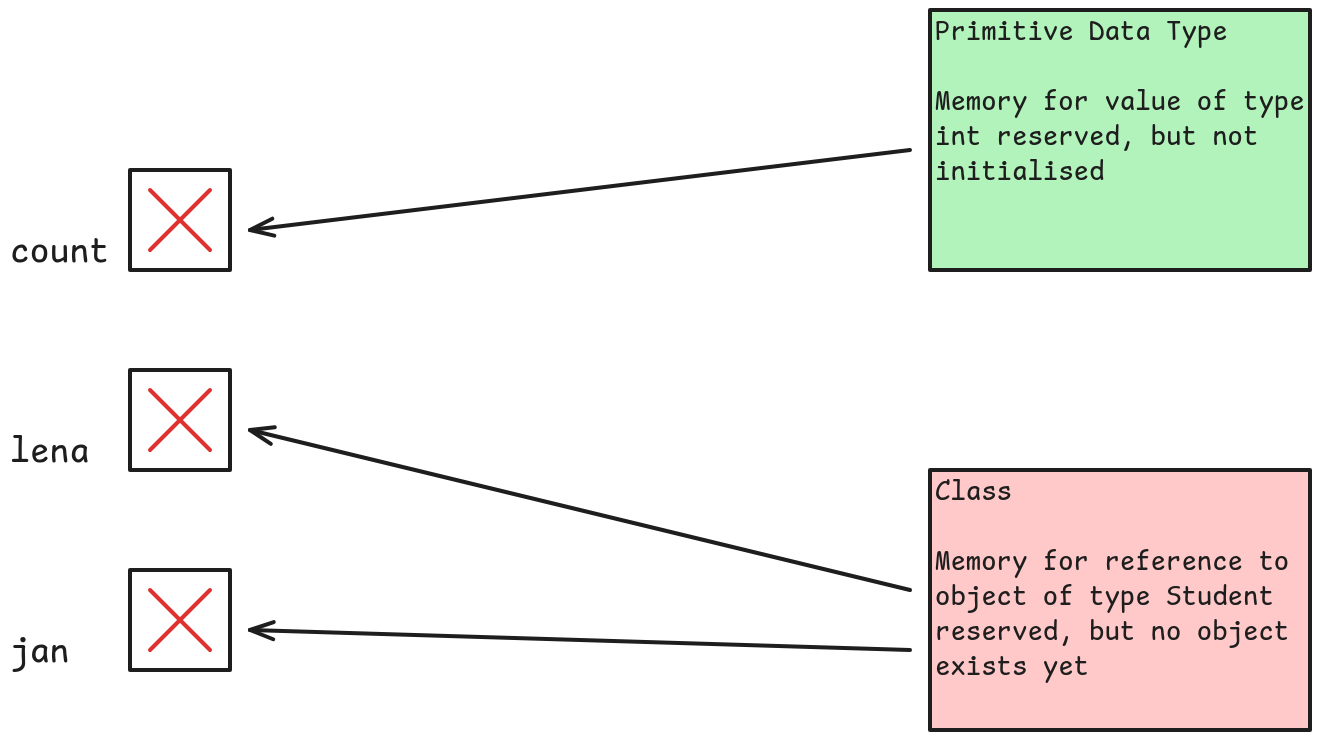 Primitive Data Type
Memory for value of type
int reserved, but not
initialised
count
lena
Class
Memory for reference to
object of type Student
reserved, but no object
exists yet
jan